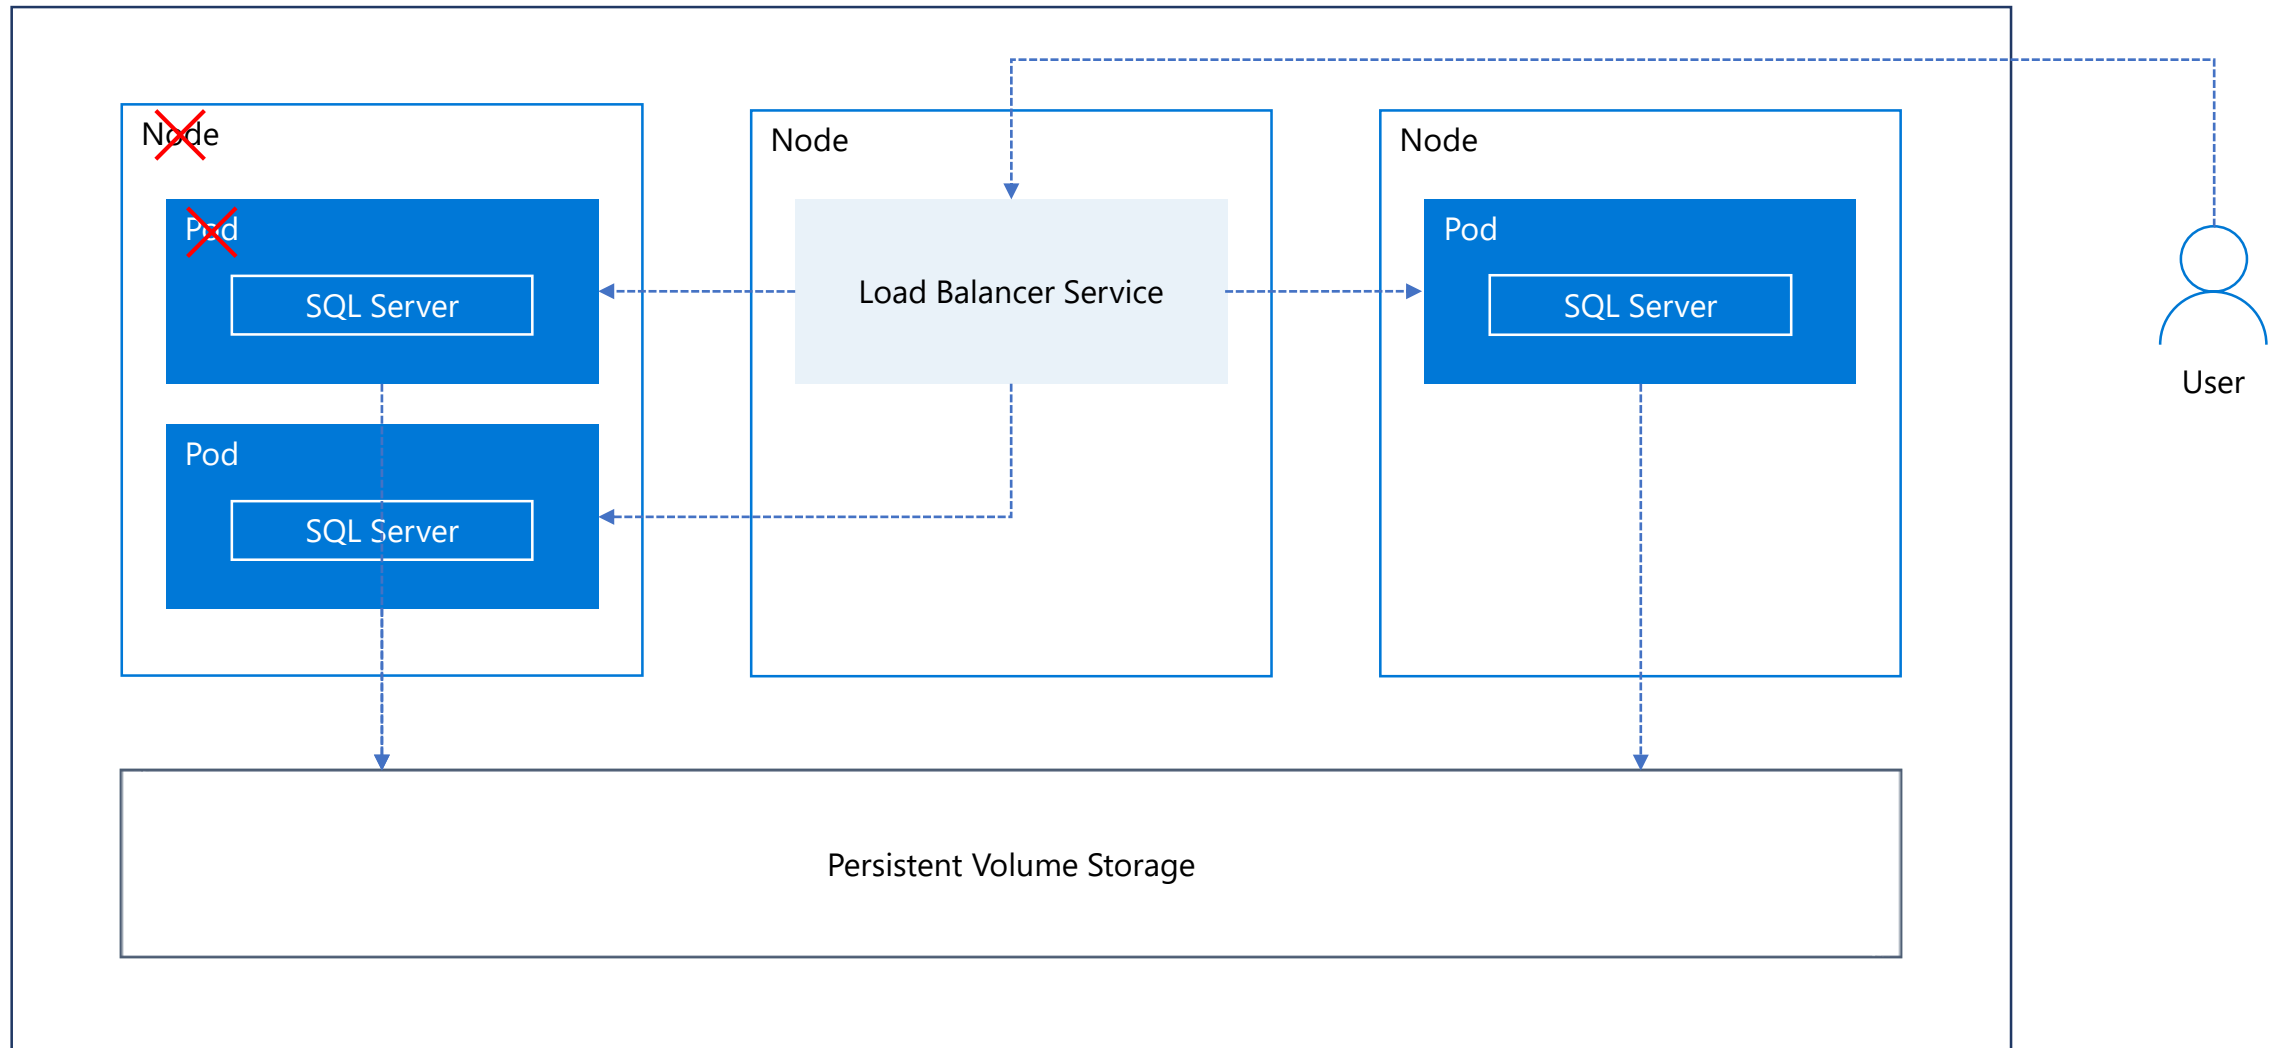 Node
Pod
SQL Server
Pod
SQL Server
Node
Load Balancer Service
Node
Pod
SQL Server
User
Persistent Volume Storage